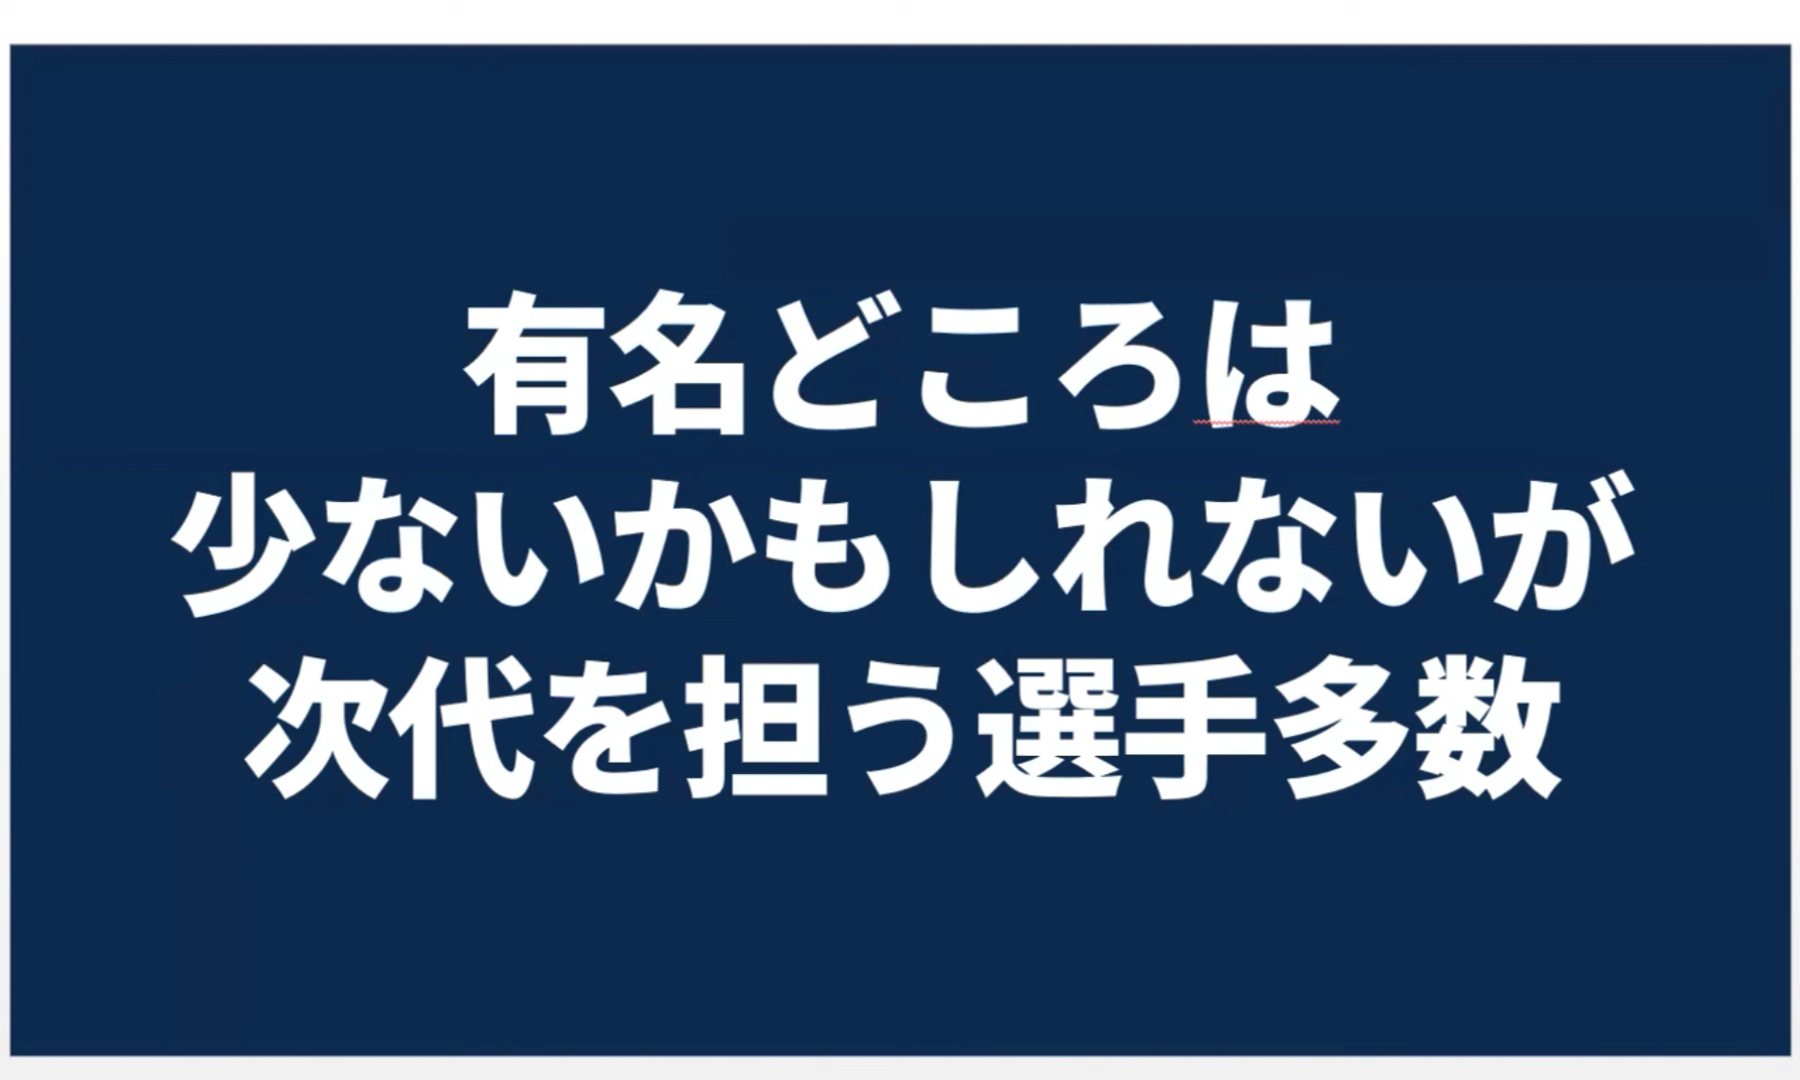 有名どころは
少ないかもしれないが
次代を担う選手多数